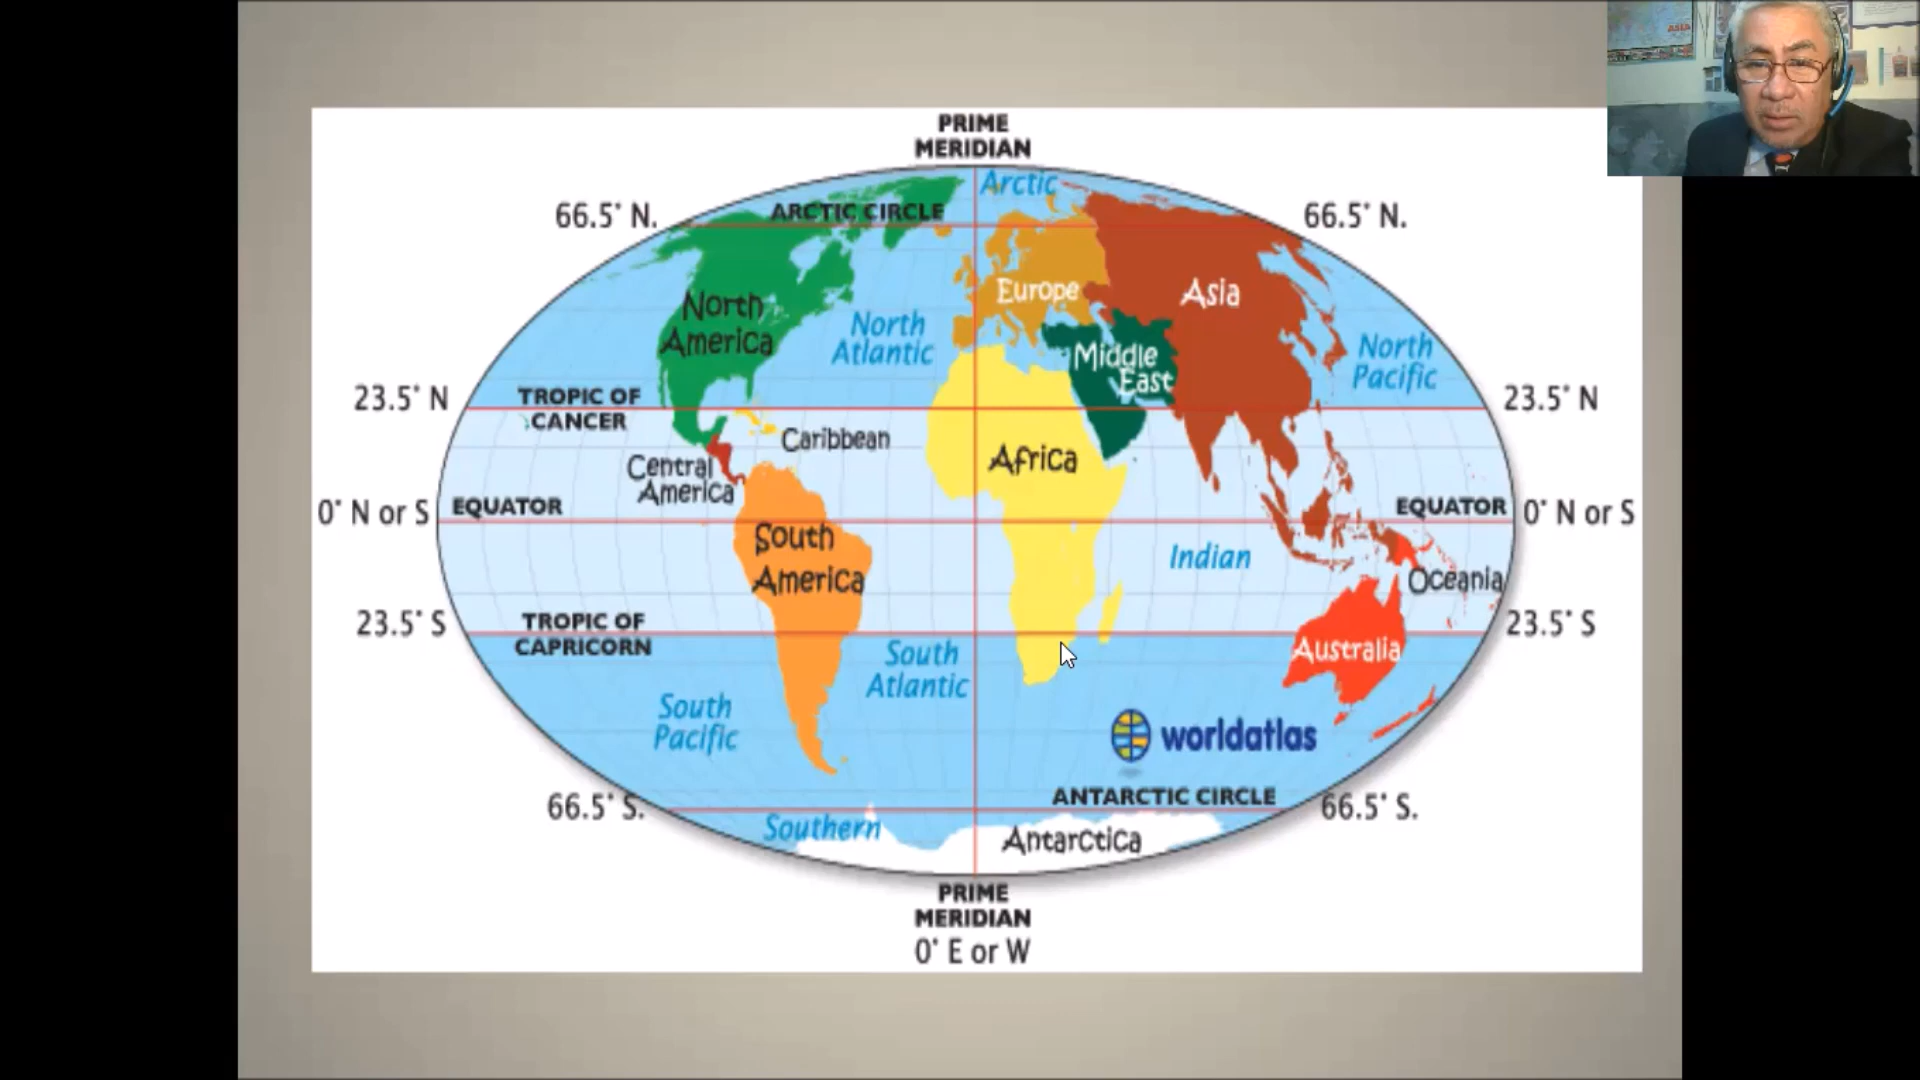 PRIME
MERIDIAN
Arctic
66.5° N.
ARCTIC CIRCLE
66.5° N.
North
America
Europe
Asia
North
Atlantic
Middle
East
North
Pacific
23.5° N
TROPIC OF
CANCER
23.5° N
Caribbean
Central
America
Africa
0° N or S
EQUATOR
EQUATOR
0° N or S
South
America
Indian
Oceania
23.5° S
TROPIC OF
CAPRICORN
23.5° S
South
Atlantic
Australia
South
Pacific
worldatlas
66.5° S.
ANTARCTIC CIRCLE
66.5° S.
Southern
Antarctica
PRIME
MERIDIAN
0° E or W
ASIA